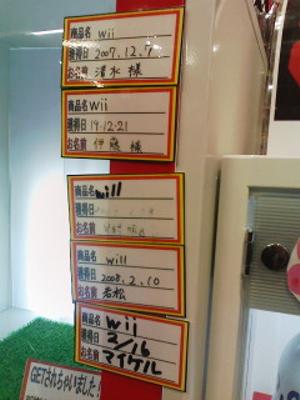 商品名 wii
獲得日 2007.12.7
お名前 清水 様
商品名 wii
獲得日 19.12.21
お名前 伊藤 様
商品名 will
獲得日
お名前
商品名 will
獲得日 2008.2.10
お名前 若松
商品名 wii
獲得日 2/16
お名前 マイケル
GETされちゃいました!